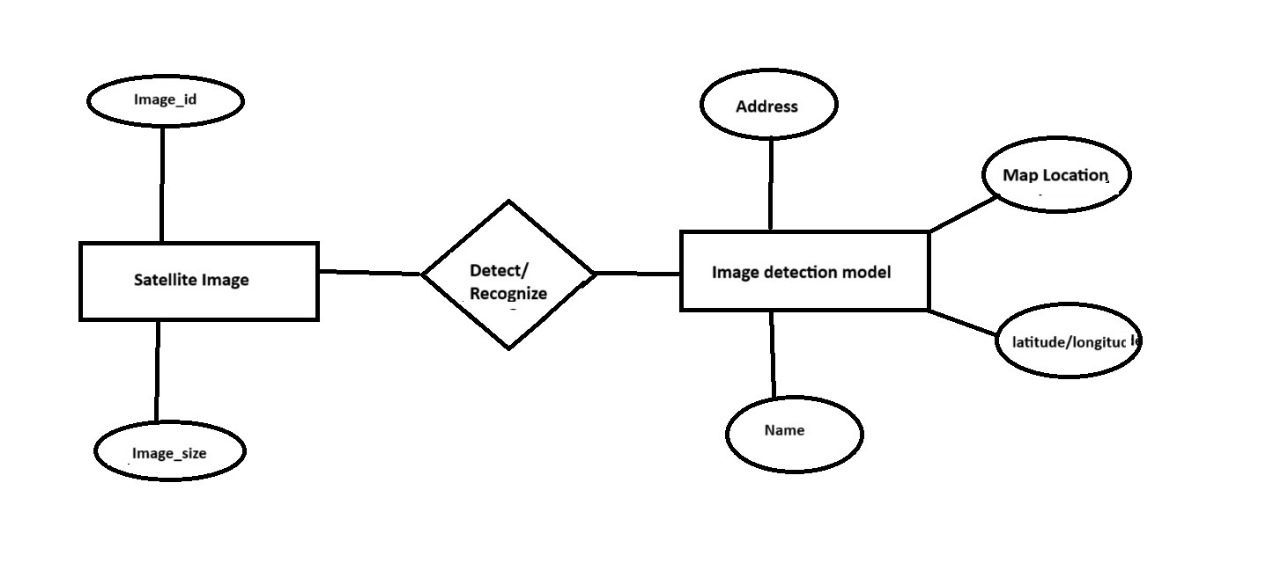 Image_id
Address
Map Location
Satellite Image
Detect/
Recognize
Image detection model
Name
Image_size